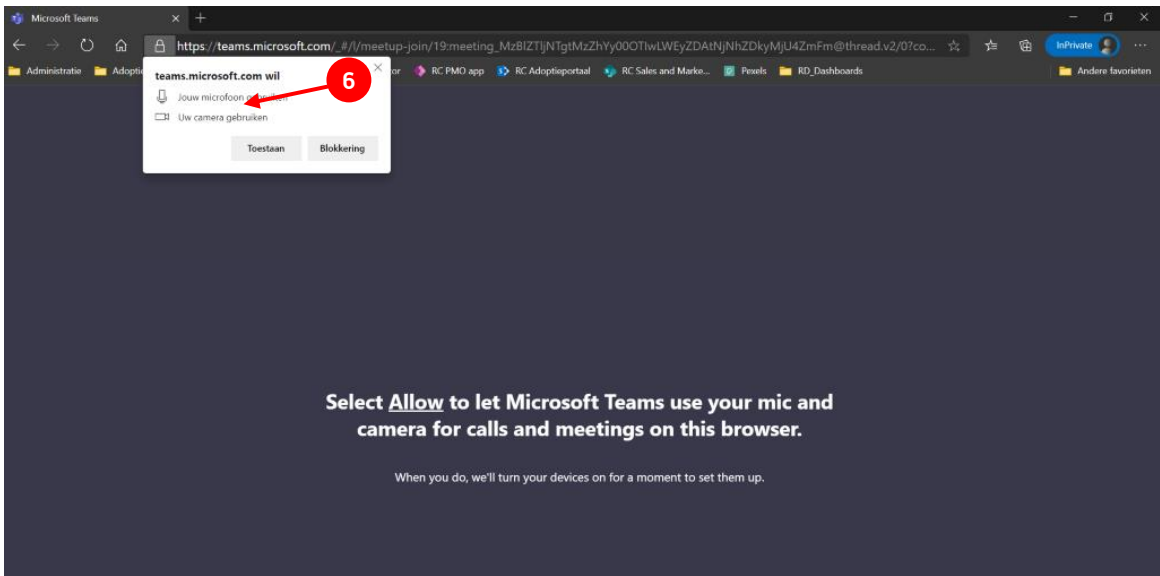 Microsoft Teams
https://teams.microsoft.com/_#/l/meetup-join/19:meeting_MzBIZTljNTgtMzZhYy00OTIwLWEyZDAtNjNhZDkyMjU4ZmFm@thread.v2/0?co...
InPrivate
Administratie
RC PMO app
RC Adoptieportaal
RC Sales and Marke...
Pexels
RD_Dashboards
Andere favorieten
teams.microsoft.com wil
6
Jouw microfoon gebruiken
Uw camera gebruiken
Toestaan
Blokkering
Select Allow to let Microsoft Teams use your mic and
camera for calls and meetings on this browser.
When you do, we'll turn your devices on for a moment to set them up.